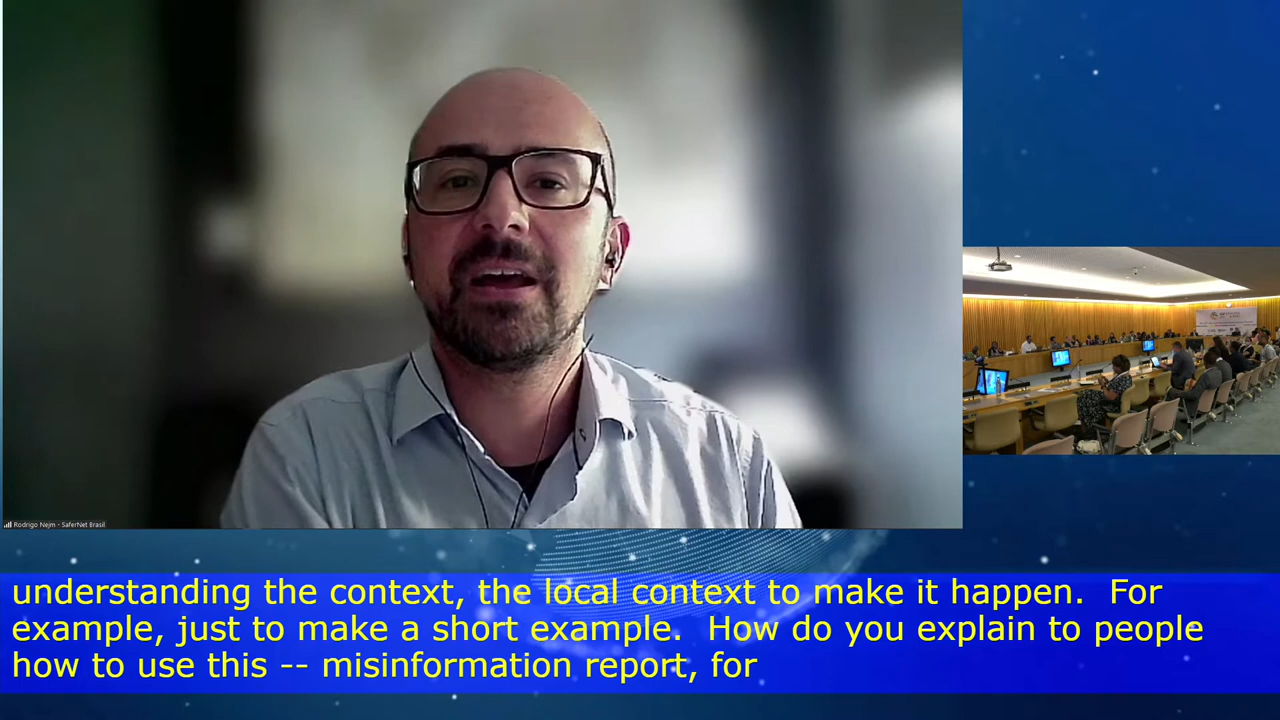 Rodrigo Nejm - SaferNet Brasil
understanding the context, the local context to make it happen.  For
example, just to make a short example.  How do you explain to people
how to use this -- misinformation report, for